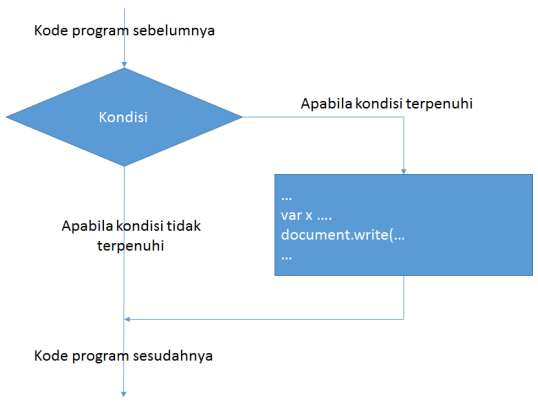 Kode program sebelumnya
Kondisi
Apabila kondisi terpenuhi
...
var x ....
document.write(...
...
Apabila kondisi tidak
terpenuhi
Kode program sesudahnya